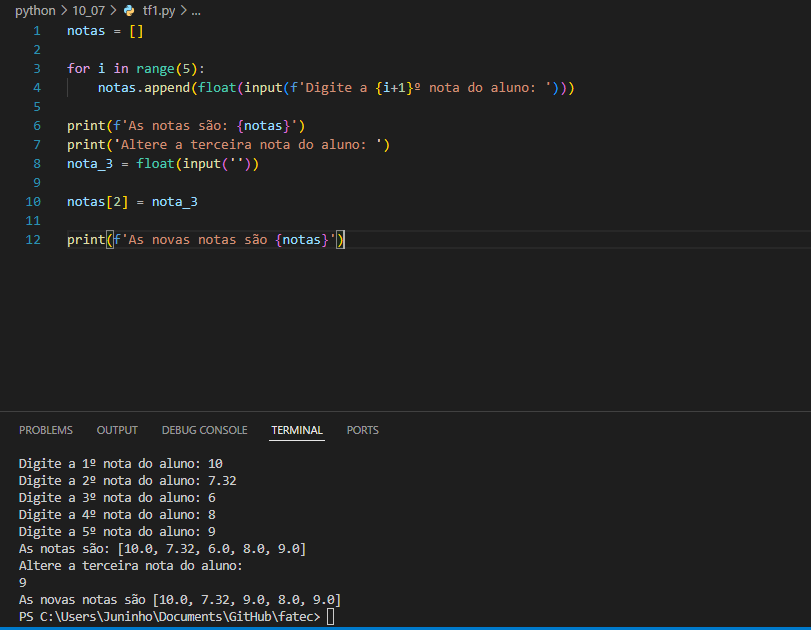 python > 10_07 > tf1.py > ...
1 notas = []
2
3 for i in range(5):
4     notas.append(float(input(f'Digite a {i+1}º nota do aluno: ')))
5
6 print(f'As notas são: {notas}')
7 print('Altere a terceira nota do aluno: ')
8 nota_3 = float(input(''))
9
10 notas[2] = nota_3
11
12 print(f'As novas notas são {notas}')
PROBLEMS OUTPUT DEBUG CONSOLE TERMINAL PORTS
Digite a 1º nota do aluno: 10
Digite a 2º nota do aluno: 7.32
Digite a 3º nota do aluno: 6
Digite a 4º nota do aluno: 8
Digite a 5º nota do aluno: 9
As notas são: [10.0, 7.32, 6.0, 8.0, 9.0]
Altere a terceira nota do aluno:
9
As novas notas são [10.0, 7.32, 9.0, 8.0, 9.0]
PS C:\Users\Juninho\Documents\GitHub\fatec>